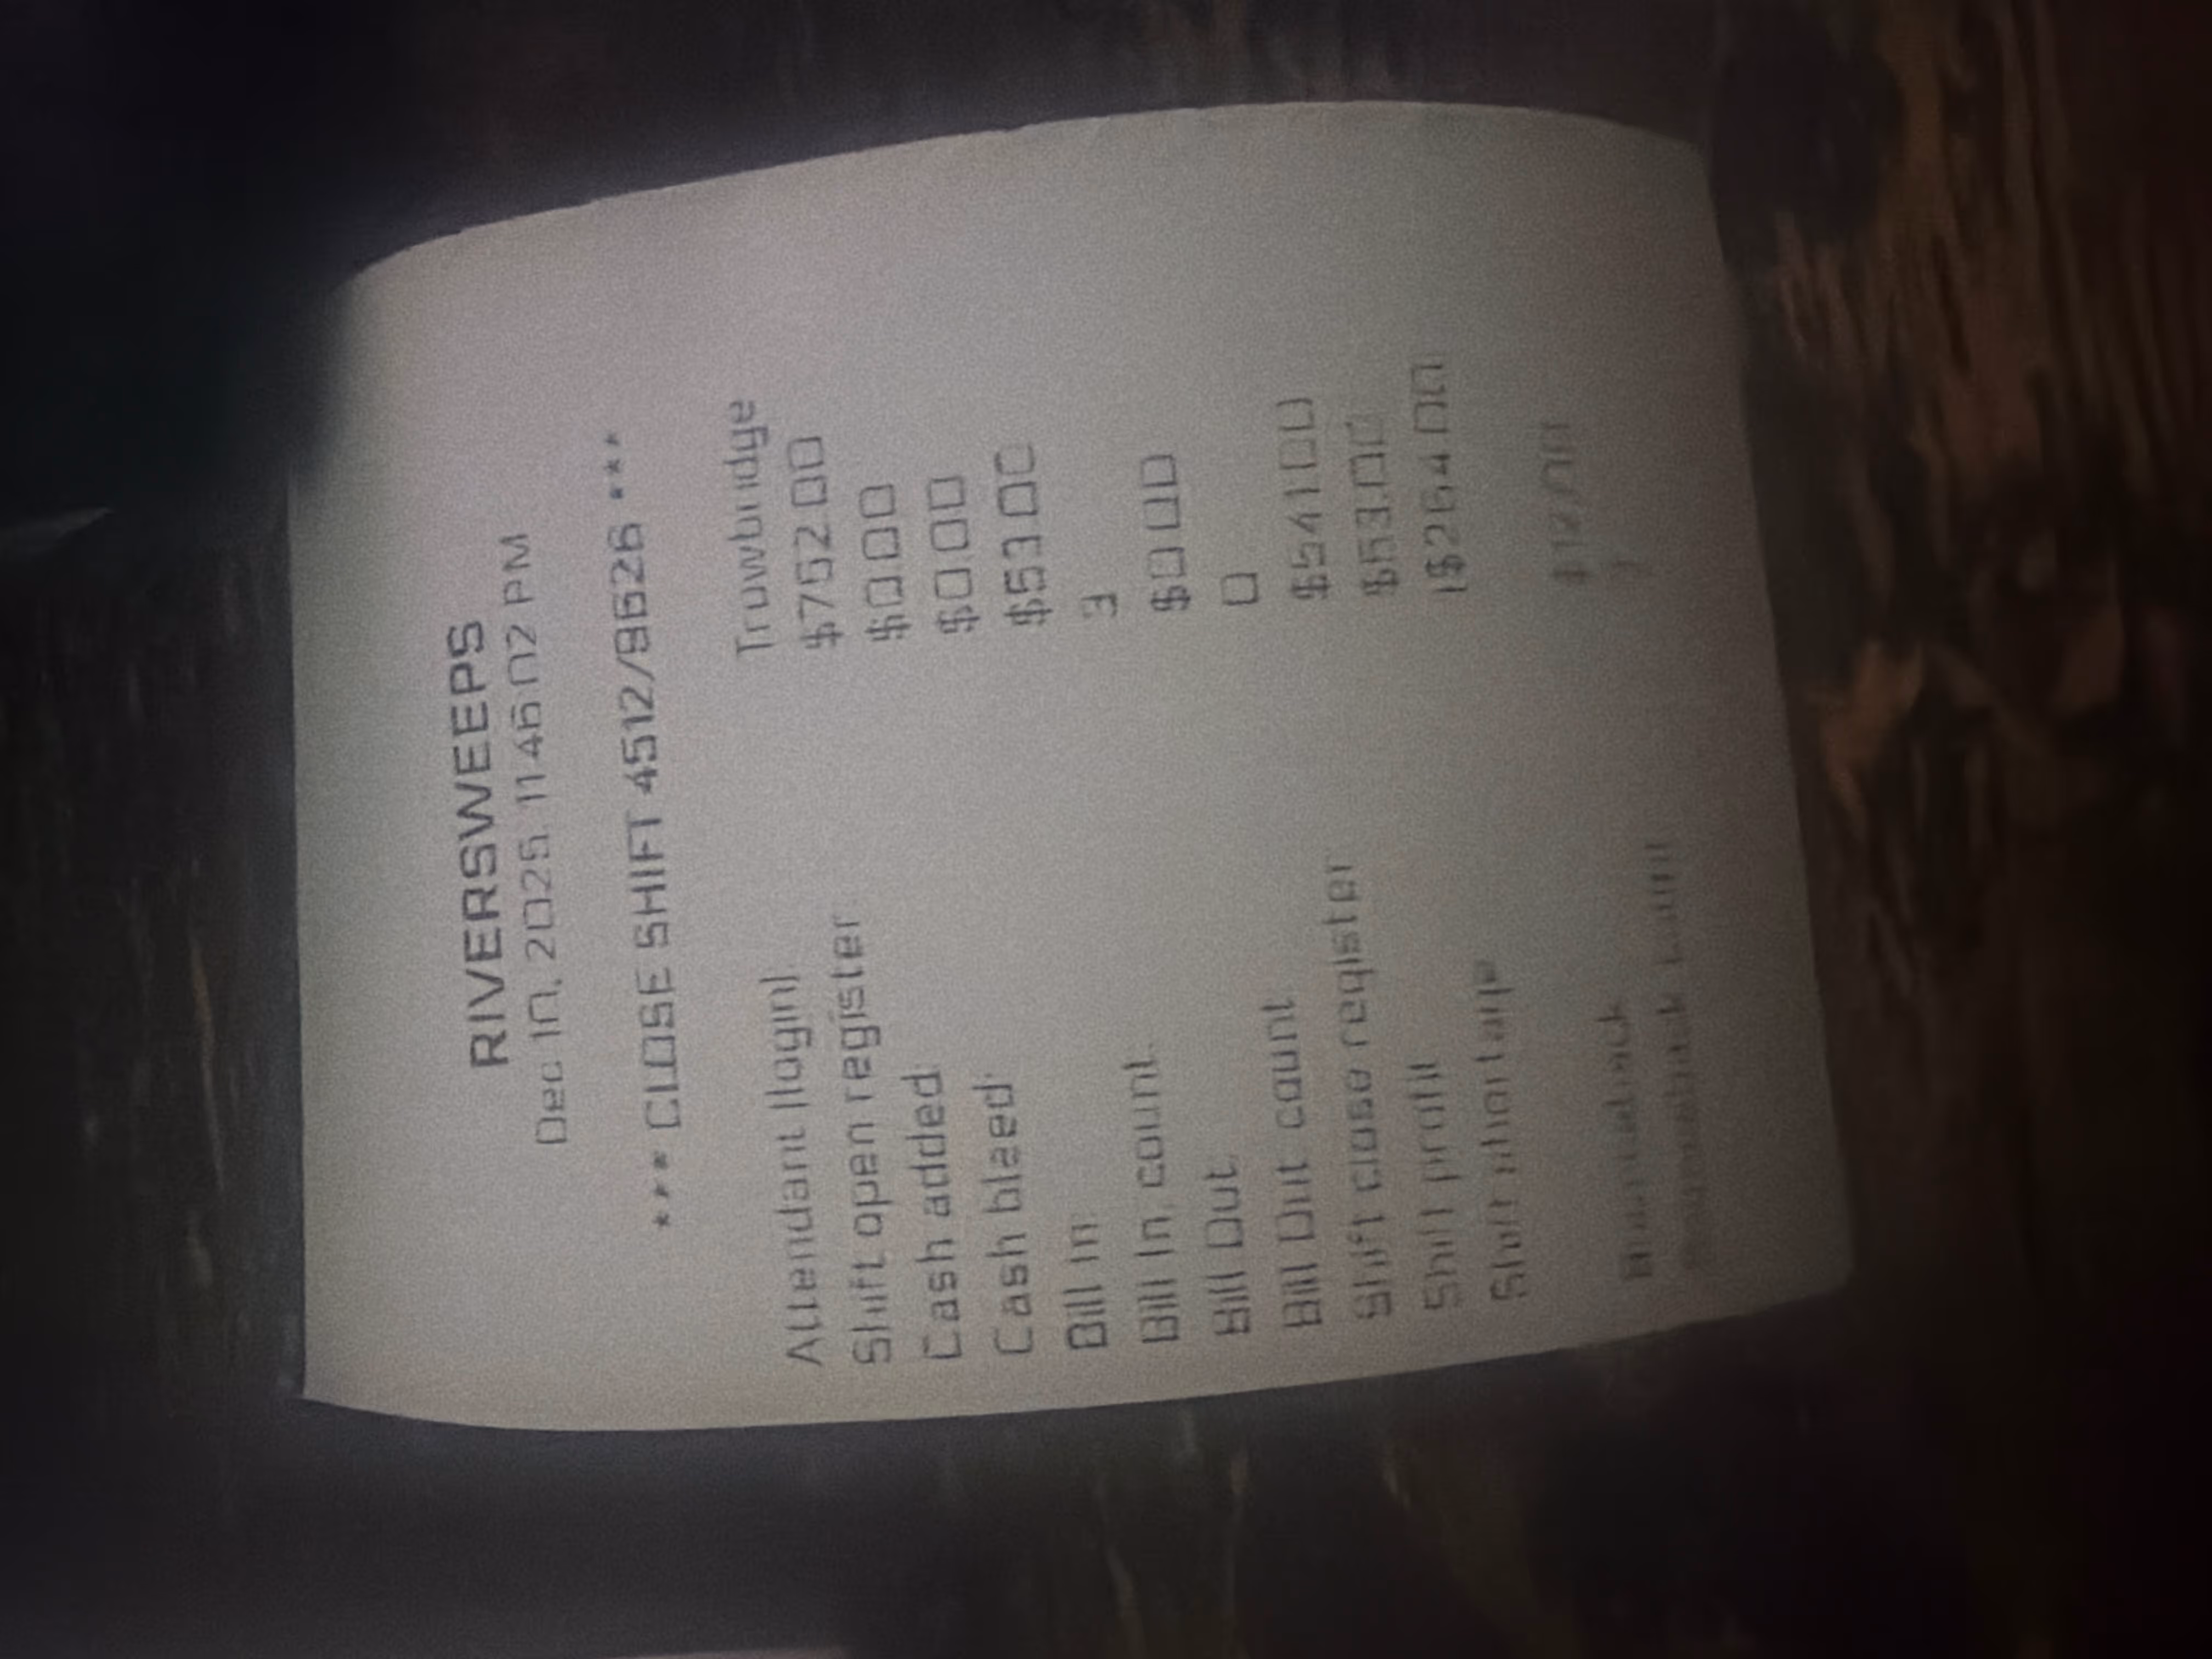 RIVERSWEEPS
Dec 10, 2025, 11:46:02 PM
*** CLOSE SHIFT 4512/9626 ***
Attendant (login): Trowbridge
Shift open register: $752.00
Cash added: $0.00
Cash bleed: $0.00
Bill In: $53.00
Bill In, count: 3
Bill Out: $0.00
Bill Out count: 0
Shift close register $541.00
Shift profit $53.00
Shift shortage ($264.00)